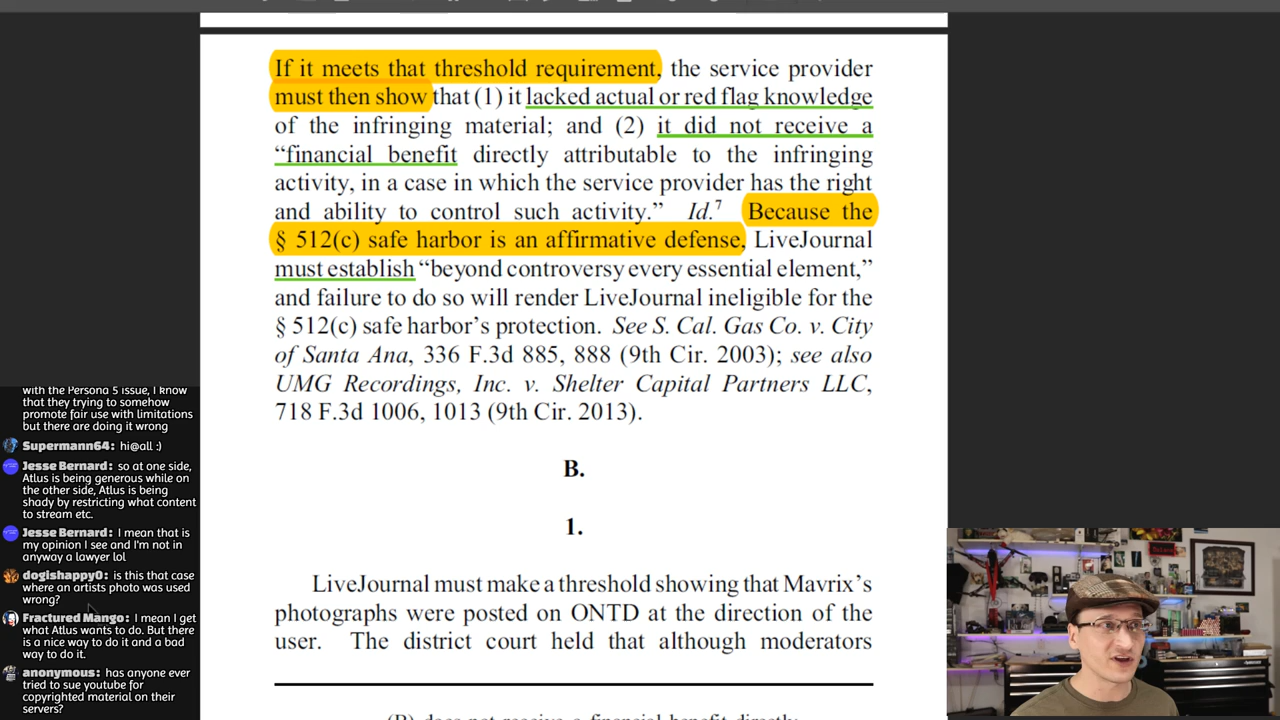 If it meets that threshold requirement, the service provider
must then show that (1) it lacked actual or red flag knowledge
of the infringing material; and (2) it did not receive a
“financial benefit directly attributable to the infringing
activity, in a case in which the service provider has the right
and ability to control such activity.” Id.7 Because the
§ 512(c) safe harbor is an affirmative defense, LiveJournal
must establish “beyond controversy every essential element,”
and failure to do so will render LiveJournal ineligible for the
§ 512(c) safe harbor’s protection. See S. Cal. Gas Co. v. City
of Santa Ana, 336 F.3d 885, 888 (9th Cir. 2003); see also
UMG Recordings, Inc. v. Shelter Capital Partners LLC,
718 F.3d 1006, 1013 (9th Cir. 2013).
B.
1.
LiveJournal must make a threshold showing that Mavrix’s
photographs were posted on ONTD at the direction of the
user. The district court held that although moderators
(B) does not receive a financial benefit directly
with the Persona 5 issue, I know
that they trying to somehow
promote fair use with limitations
but there are doing it wrong
Supermann64: hi@all :)
Jesse Bernard: so at one side,
Atlus is being generous while on
the other side, Atlus is being
shady by restricting what content
to stream etc.
Jesse Bernard: I mean that is
my opinion I see and I'm not in
anyway a lawyer lol
dogishappy0: is this that case
where an artists photo was used
wrong?
Fractured Mango: I mean I get
what Atlus wants to do. But there
is a nice way to do it and a bad
way to do it.
anonymous: has anyone ever
tried to sue youtube for
copyrighted material on their
servers?